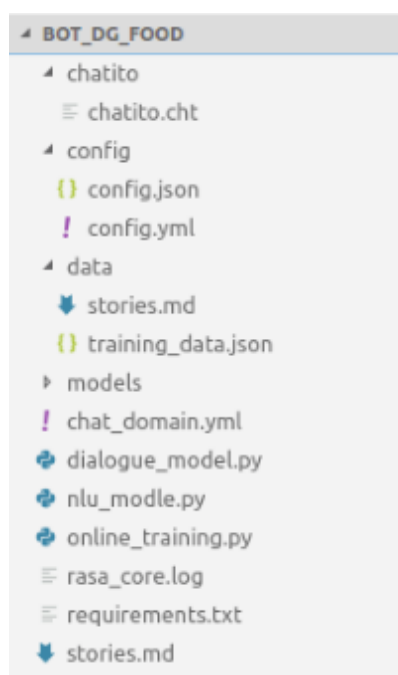 BOT_DG_FOOD
chatito
chatito.cht
config
{} config.json
! config.yml
data
stories.md
{} training_data.json
models
! chat_domain.yml
dialogue_model.py
nlu_modle.py
online_training.py
rasa_core.log
requirements.txt
stories.md